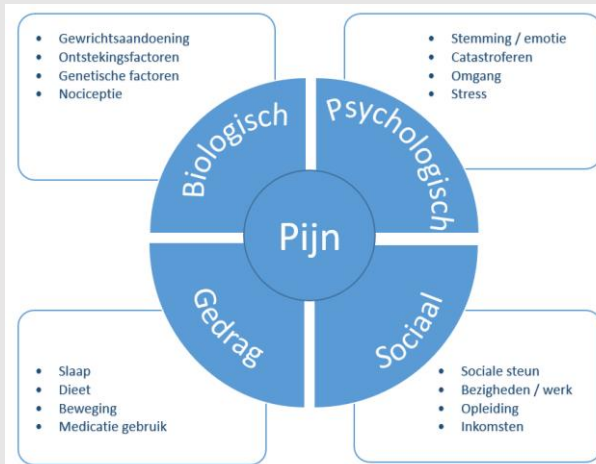 • Gewrichtsaandoening
• Ontstekingsfactoren
• Genetische factoren
• Nociceptie
• Stemming / emotie
• Catastroferen
• Omgang
• Stress
Biologisch
Psychologisch
Pijn
Gedrag
Sociaal
• Slaap
• Dieet
• Beweging
• Medicatie gebruik
• Sociale steun
• Bezigheden / werk
• Opleiding
• Inkomsten